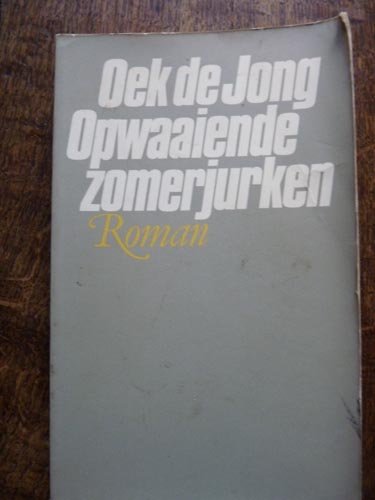 Oek de Jong
Opwaaiende
zomerjurken
Roman